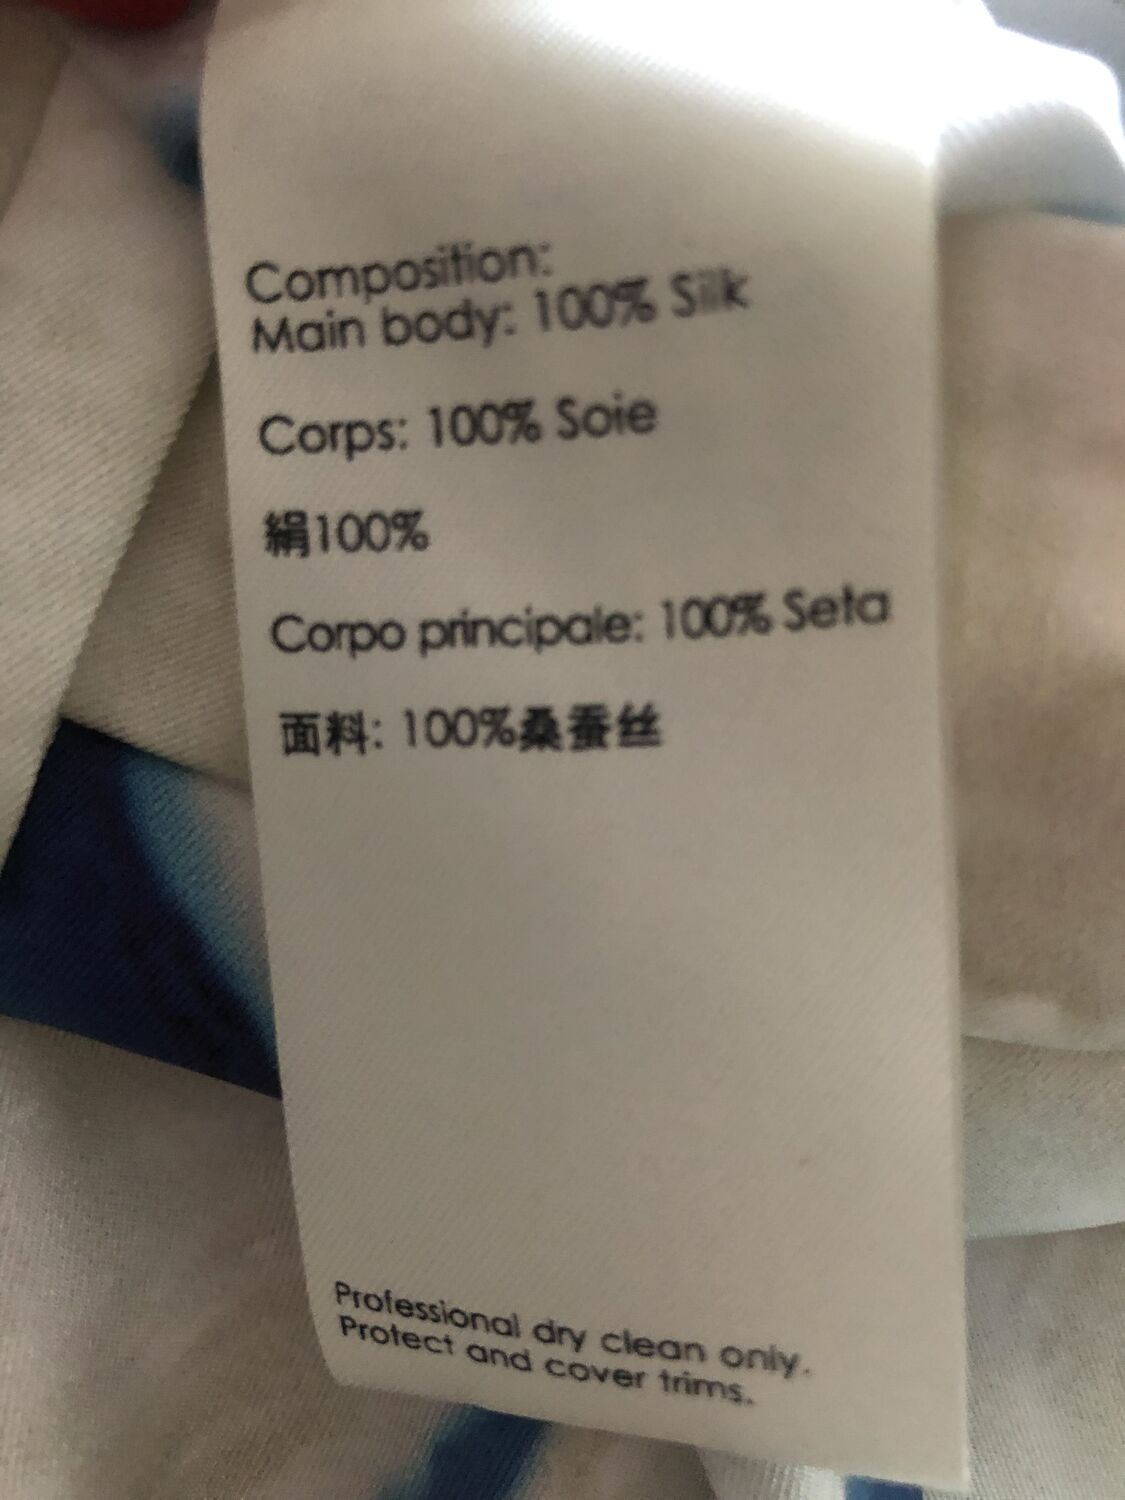 Composition:
Main body: 100% Silk
Corps: 100% Soie
絹100%
Corpo principale: 100% Seta
面料: 100%桑蚕丝
Professional dry clean only.
Protect and cover trims.